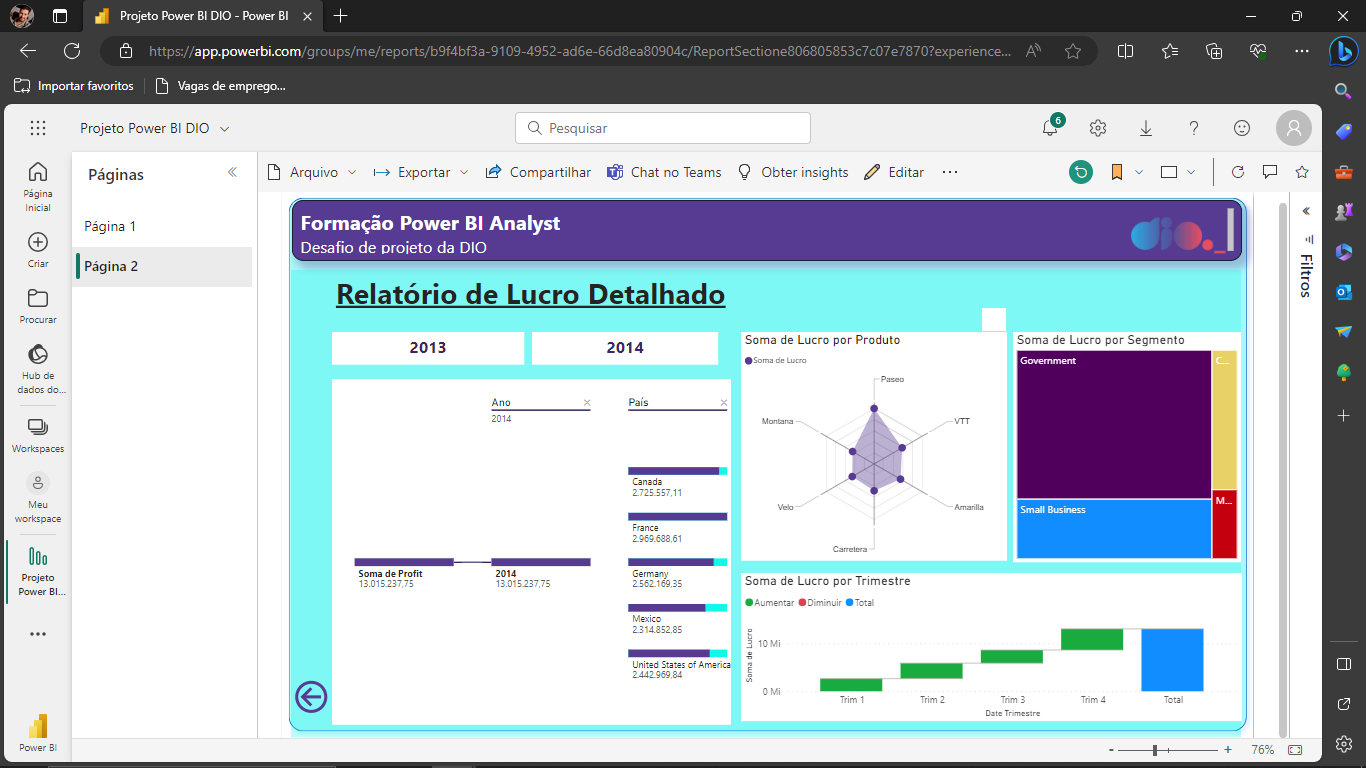 Projeto Power BI DIO - Power BI
https://app.powerbi.com/groups/me/reports/b9f4bf3a-9109-4952-ad6e-66d8ea80904c/ReportSectione806805853c7c07e7870?experience...
Importar favoritos
Vagas de emprego...
Projeto Power BI DIO
Pesquisar
6
Página Inicial
Criar
Procurar
Hub de dados do...
Workspaces
Meu workspace
Projeto Power BI...
Power BI
Páginas
Página 1
Página 2
Arquivo
Exportar
Compartilhar
Chat no Teams
Obter insights
Editar
Formação Power BI Analyst
Desafio de projeto da DIO
dio_
Relatório de Lucro Detalhado
2013
2014
Ano
2014
País
Canada
2.725.557,11
France
2.969.688,61
Soma de Profit
13.015.237,75
2014
13.015.237,75
Germany
2.562.169,35
Mexico
2.314.852,85
United States of America
2.442.969,84
Soma de Lucro por Produto
Soma de Lucro
Paseo
VTT
Amarilla
Carretera
Velo
Montana
Soma de Lucro por Segmento
Government
C...
Small Business
M...
Soma de Lucro por Trimestre
Aumentar
Diminuir
Total
Soma de Lucro
10 Mi
0 Mi
Trim 1
Trim 2
Trim 3
Trim 4
Total
Date Trimestre
Filtros
76%